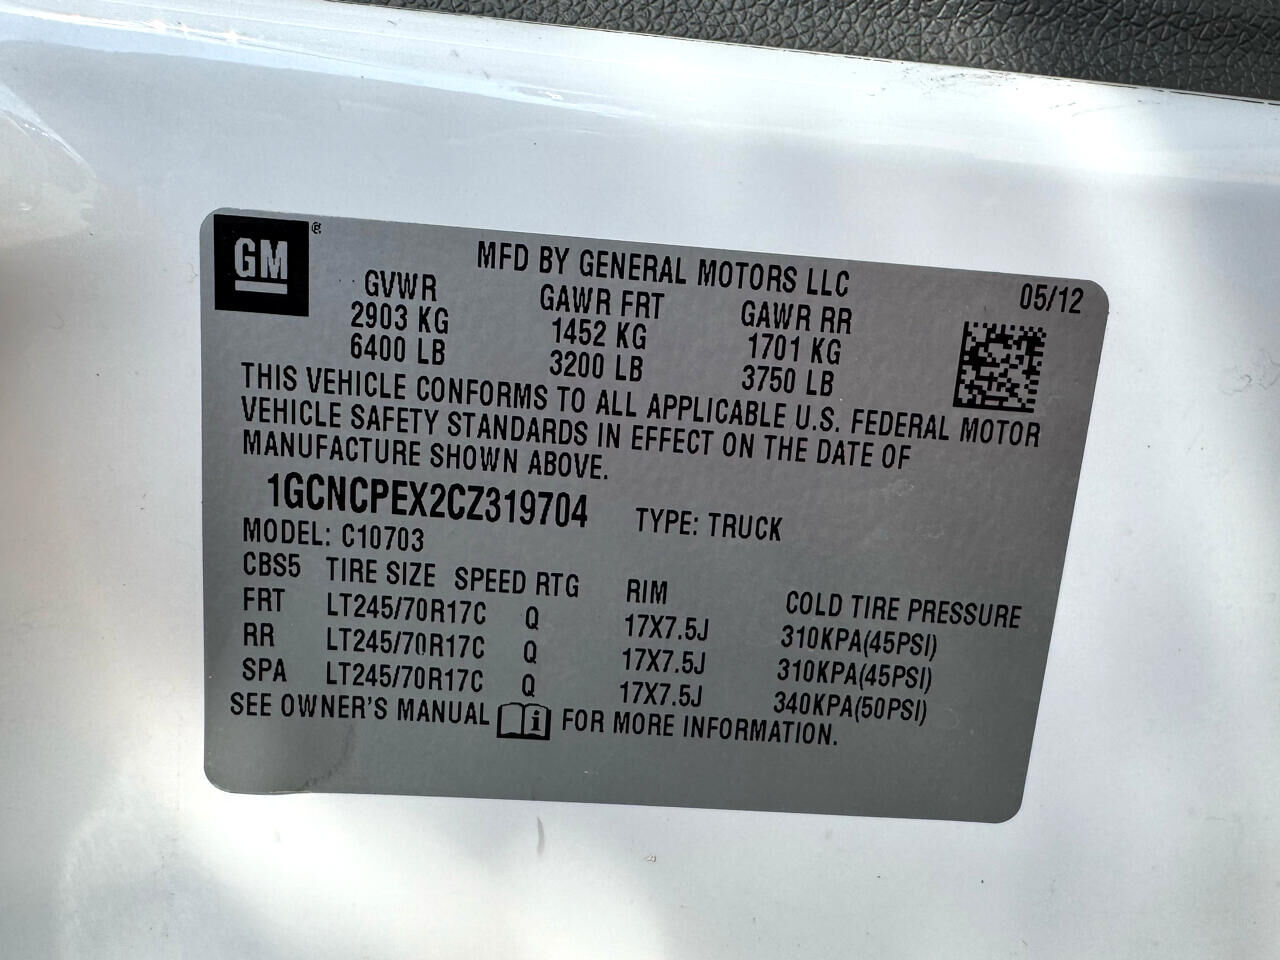 GM®
MFD BY GENERAL MOTORS LLC 05/12
GVWR GAWR FRT GAWR RR
2903 KG 1452 KG 1701 KG
6400 LB 3200 LB 3750 LB
THIS VEHICLE CONFORMS TO ALL APPLICABLE U.S. FEDERAL MOTOR
VEHICLE SAFETY STANDARDS IN EFFECT ON THE DATE OF
MANUFACTURE SHOWN ABOVE.
1GCNCPEX2CZ319704 TYPE: TRUCK
MODEL: C10703
CBS5 TIRE SIZE SPEED RTG RIM COLD TIRE PRESSURE
FRT LT245/70R17C Q 17X7.5J 310KPA(45PSI)
RR LT245/70R17C Q 17X7.5J 310KPA(45PSI)
SPA LT245/70R17C Q 17X7.5J 340KPA(50PSI)
SEE OWNER'S MANUAL i FOR MORE INFORMATION.